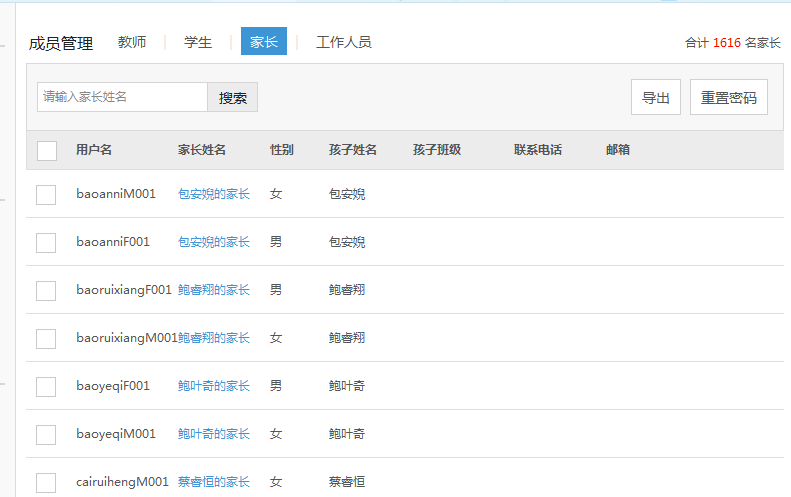 成员管理 教师 学生 家长 工作人员 合计 1616 名家长
请输入家长姓名 搜索 导出 重置密码
用户名 家长姓名 性别 孩子姓名 孩子班级 联系电话 邮箱
baoanniM001 包安婗的家长 女 包安婗
baoanniF001 包安婗的家长 男 包安婗
baoruixiangF001 鲍睿翔的家长 男 鲍睿翔
baoruixiangM001 鲍睿翔的家长 女 鲍睿翔
baoyeqiF001 鲍叶奇的家长 男 鲍叶奇
baoyeqiM001 鲍叶奇的家长 女 鲍叶奇
cairuihengM001 蔡睿恒的家长 女 蔡睿恒